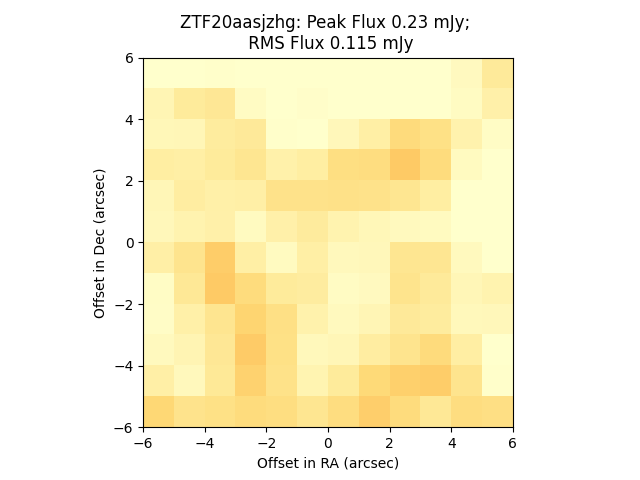 ZTF20aasjzhg: Peak Flux 0.23 mJy;
RMS Flux 0.115 mJy
6
4
2
0
−2
−4
−6
Offset in Dec (arcsec)
−6 −4 −2 0 2 4 6
Offset in RA (arcsec)